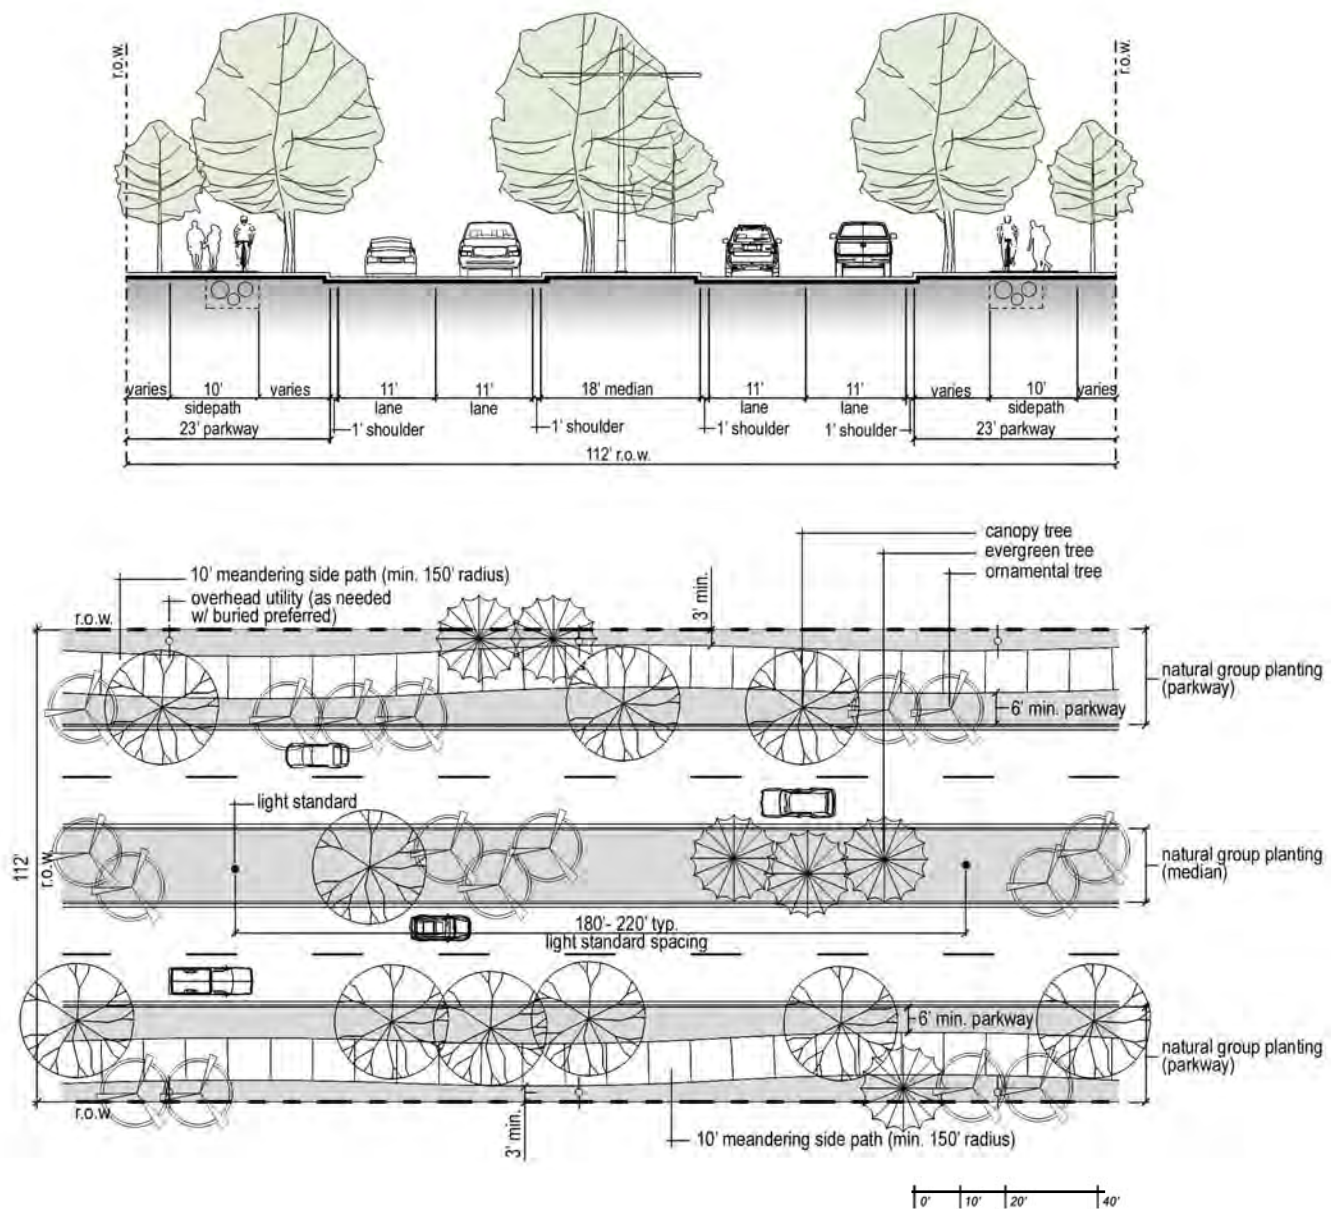 r.o.w.
r.o.w.
varies
10'
varies
11'
11'
18' median
11'
11'
varies
10'
varies
sidepath
lane
lane
lane
lane
sidepath
23' parkway
1' shoulder
1' shoulder
1' shoulder
1' shoulder
23' parkway
112' r.o.w.
canopy tree
evergreen tree
ornamental tree
10' meandering side path (min. 150' radius)
overhead utility (as needed
w/ buried preferred)
r.o.w.
3' min.
natural group planting
(parkway)
6' min. parkway
light standard
112'
r.o.w.
natural group planting
(median)
180'- 220' typ.
light standard spacing
6' min. parkway
natural group planting
(parkway)
r.o.w.
3' min.
10' meandering side path (min. 150' radius)
0' 10' 20' 40'